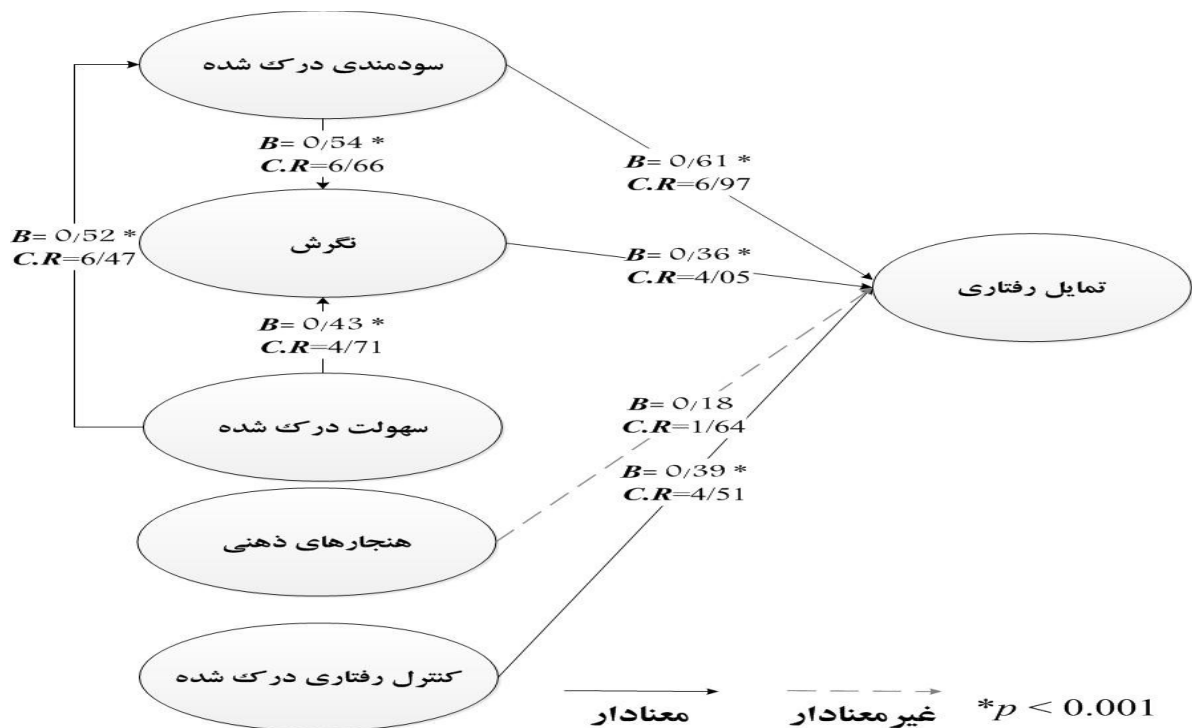 سودمندی درک شده
B= 0/54 *
C.R=6/66
B= 0/61 *
C.R=6/97
نگرش
B= 0/52 *
C.R=6/47
B= 0/36 *
C.R=4/05
تمایل رفتاری
B= 0/43 *
C.R=4/71
سهولت درک شده
B= 0/18
C.R=1/64
B= 0/39 *
C.R=4/51
هنجارهای ذهنی
کنترل رفتاری درک شده
معنادار
غیرمعنادار
*p < 0.001